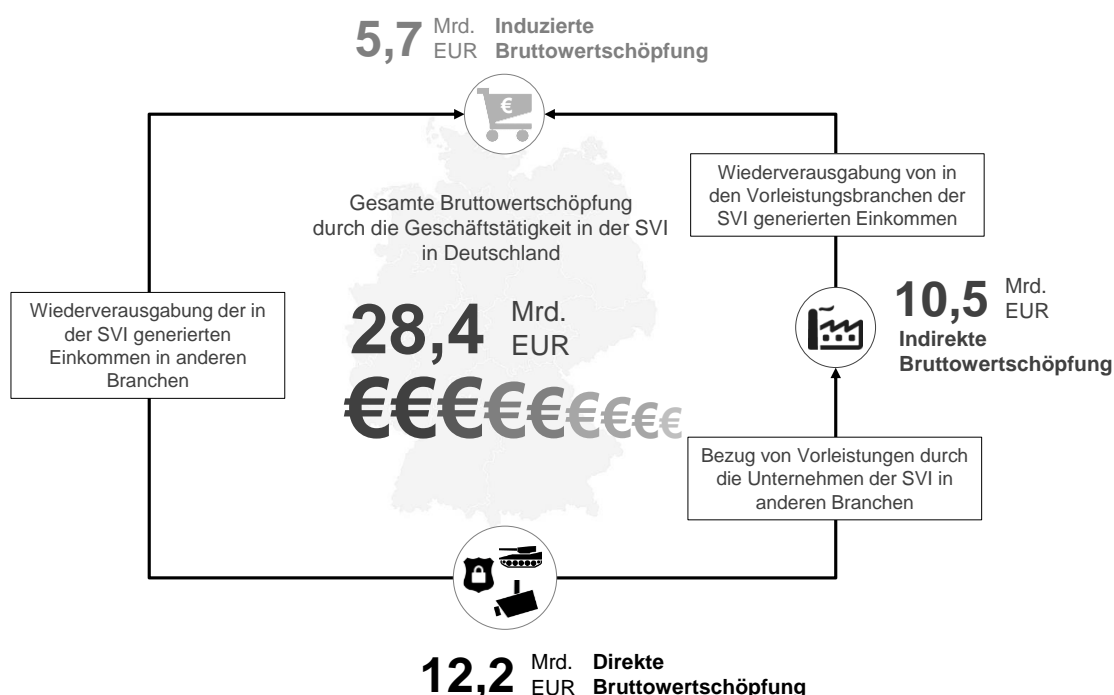 5,7 Mrd. EUR Induzierte
Bruttowertschöpfung
€
Gesamte Bruttowertschöpfung
durch die Geschäftstätigkeit in der SVI
in Deutschland
28,4 Mrd.
EUR
€€€€€€€€€
Wiederverausgabung der in
der SVI generierten
Einkommen in anderen
Branchen
Wiederverausgabung von in
den Vorleistungsbranchen der
SVI generierten Einkommen
10,5 Mrd.
EUR
Indirekte
Bruttowertschöpfung
Bezug von Vorleistungen durch
die Unternehmen der SVI in
anderen Branchen
12,2 Mrd. EUR Direkte
Bruttowertschöpfung